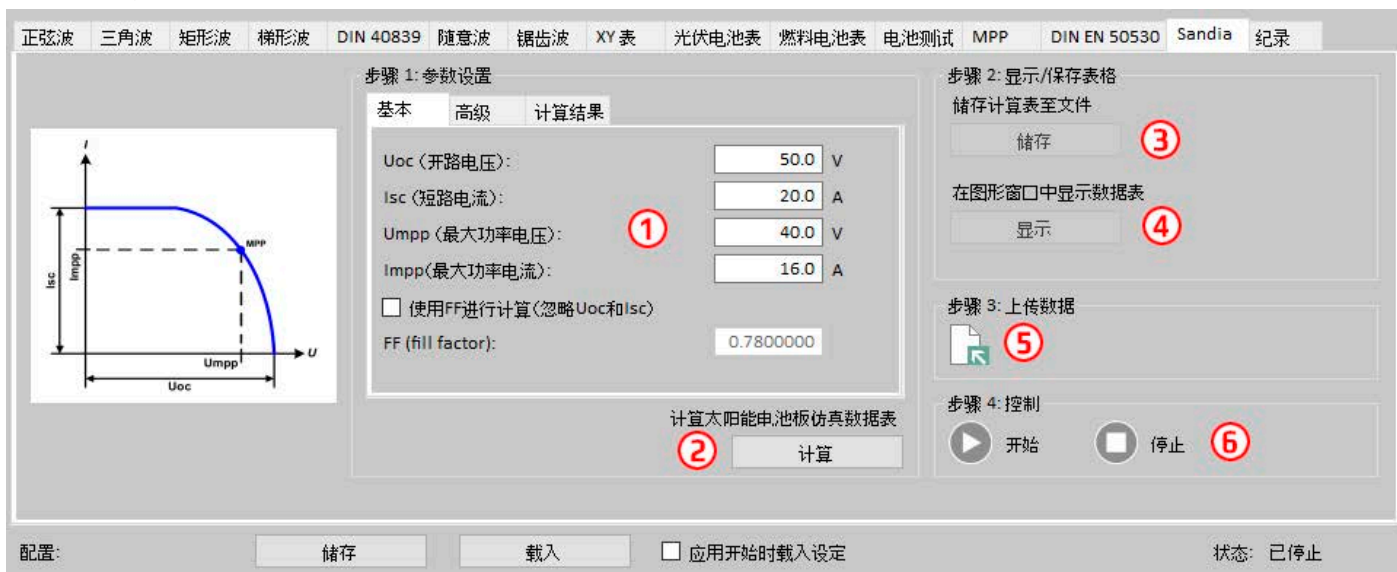 正弦波 三角波 矩形波 梯形波 DIN 40839 随意波 锯齿波 XY 表 光伏电池表 燃料电池表 电池测试 MPP DIN EN 50530 Sandia 纪录
I
Isc
Impp
MPP
Umpp
U
Uoc
步骤 1: 参数设置
基本 高级 计算结果
Uoc (开路电压): 50.0 V
Isc (短路电流): 20.0 A
Umpp (最大功率电压): 40.0 V
Impp(最大功率电流): 16.0 A
①
使用FF进行计算(忽略Uoc和Isc)
FF (fill factor): 0.7800000
计算太阳能电池板仿真数据表
② 计算
步骤 2: 显示/保存表格
储存计算表至文件
储存 ③
在图形窗口中显示数据表
显示 ④
步骤 3: 上传数据
⑤
步骤 4: 控制
开始 停止 ⑥
配置: 储存 载入 应用开始时载入设定 状态: 已停止